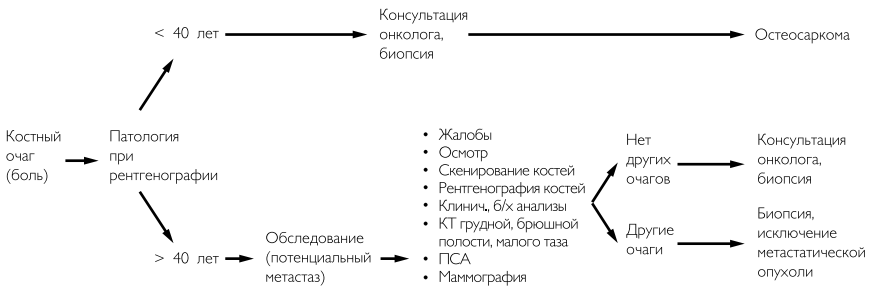 < 40 лет
Консультация
онколога,
биопсия
Остеосаркома
Костный
очаг
(боль)
Патология
при
рентгенографии
> 40 лет
Обследование
(потенциальный
метастаз)
• Жалобы
• Осмотр
• Скенирование костей
• Рентгенография костей
• Клинич., б/х анализы
• КТ грудной, брюшной
полости, малого таза
• ПСА
• Маммография
Нет
других
очагов
Консультация
онколога,
биопсия
Другие
очаги
Биопсия,
исключение
метастатической
опухоли